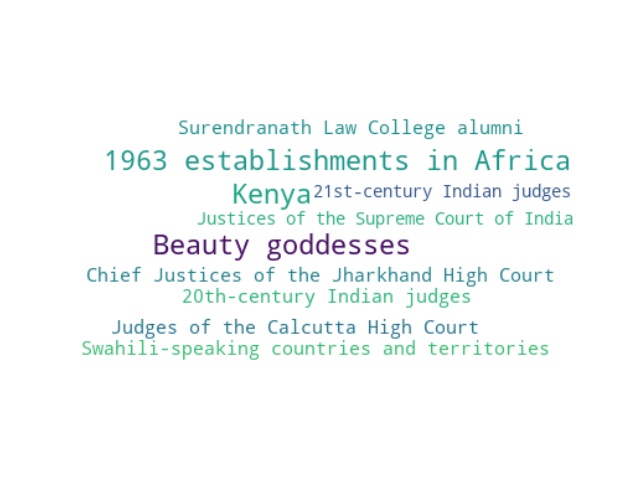 Surendranath Law College alumni
1963 establishments in Africa
Kenya
21st-century Indian judges
Justices of the Supreme Court of India
Beauty goddesses
Chief Justices of the Jharkhand High Court
20th-century Indian judges
Judges of the Calcutta High Court
Swahili-speaking countries and territories